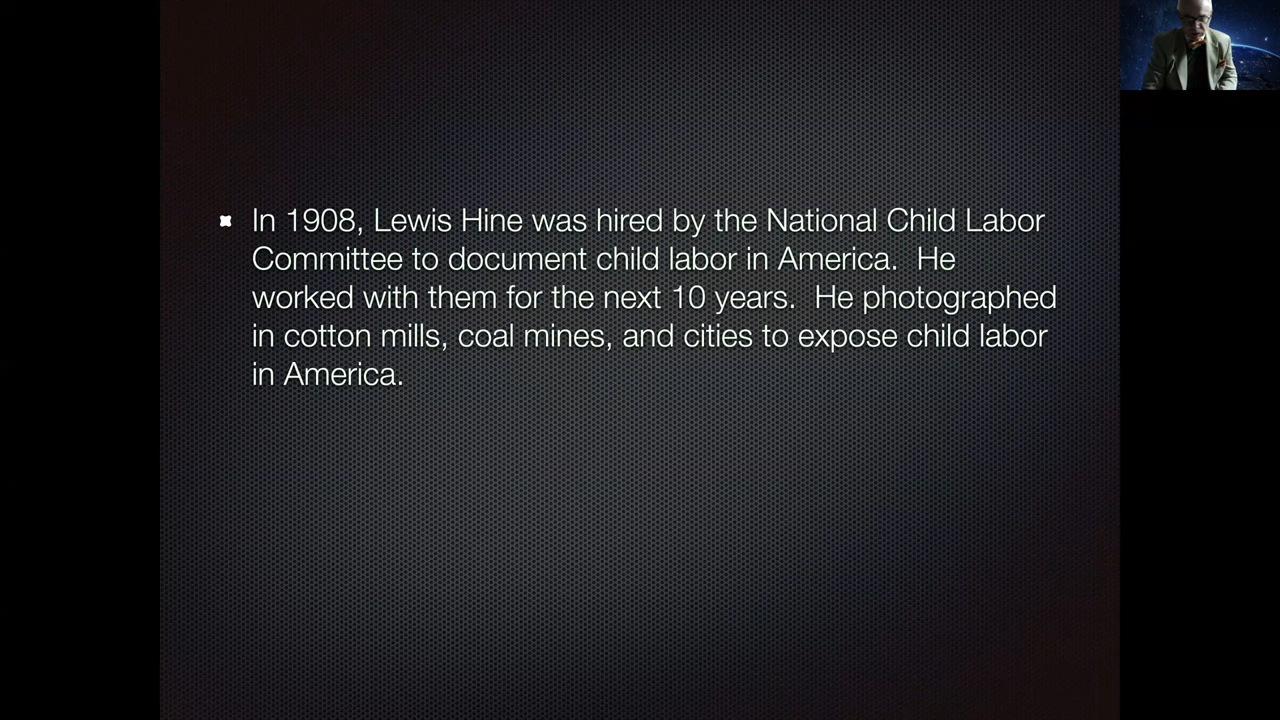 In 1908, Lewis Hine was hired by the National Child Labor
Committee to document child labor in America.  He
worked with them for the next 10 years.  He photographed
in cotton mills, coal mines, and cities to expose child labor
in America.